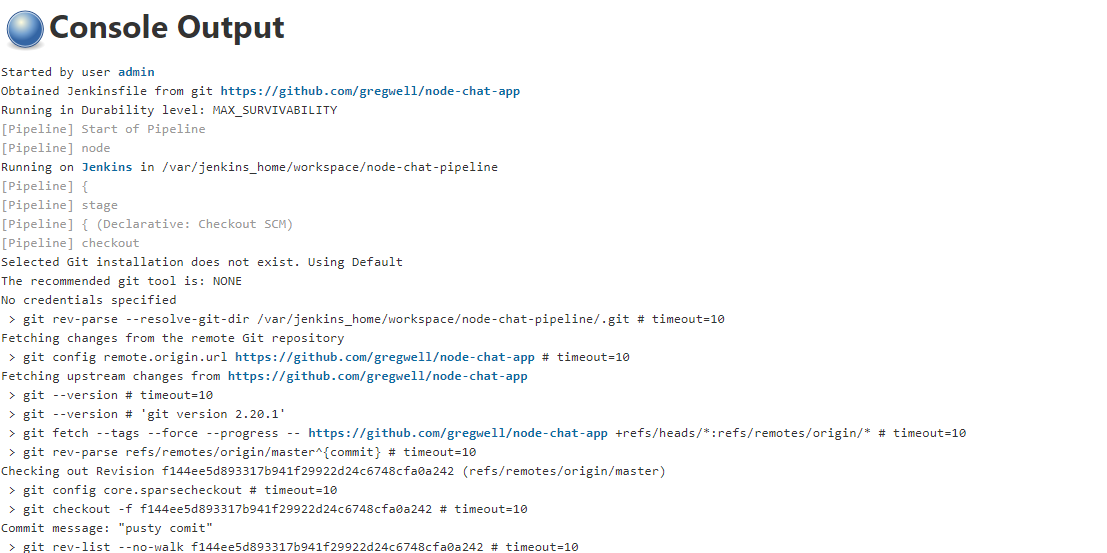 Console Output
Started by user admin
Obtained Jenkinsfile from git https://github.com/gregwell/node-chat-app
Running in Durability level: MAX_SURVIVABILITY
[Pipeline] Start of Pipeline
[Pipeline] node
Running on Jenkins in /var/jenkins_home/workspace/node-chat-pipeline
[Pipeline] {
[Pipeline] stage
[Pipeline] { (Declarative: Checkout SCM)
[Pipeline] checkout
Selected Git installation does not exist. Using Default
The recommended git tool is: NONE
No credentials specified
 > git rev-parse --resolve-git-dir /var/jenkins_home/workspace/node-chat-pipeline/.git # timeout=10
Fetching changes from the remote Git repository
 > git config remote.origin.url https://github.com/gregwell/node-chat-app # timeout=10
Fetching upstream changes from https://github.com/gregwell/node-chat-app
 > git --version # timeout=10
 > git --version # 'git version 2.20.1'
 > git fetch --tags --force --progress -- https://github.com/gregwell/node-chat-app +refs/heads/*:refs/remotes/origin/* # timeout=10
 > git rev-parse refs/remotes/origin/master^{commit} # timeout=10
Checking out Revision f144ee5d893317b941f29922d24c6748cfa0a242 (refs/remotes/origin/master)
 > git config core.sparsecheckout # timeout=10
 > git checkout -f f144ee5d893317b941f29922d24c6748cfa0a242 # timeout=10
Commit message: "pusty comit"
 > git rev-list --no-walk f144ee5d893317b941f29922d24c6748cfa0a242 # timeout=10